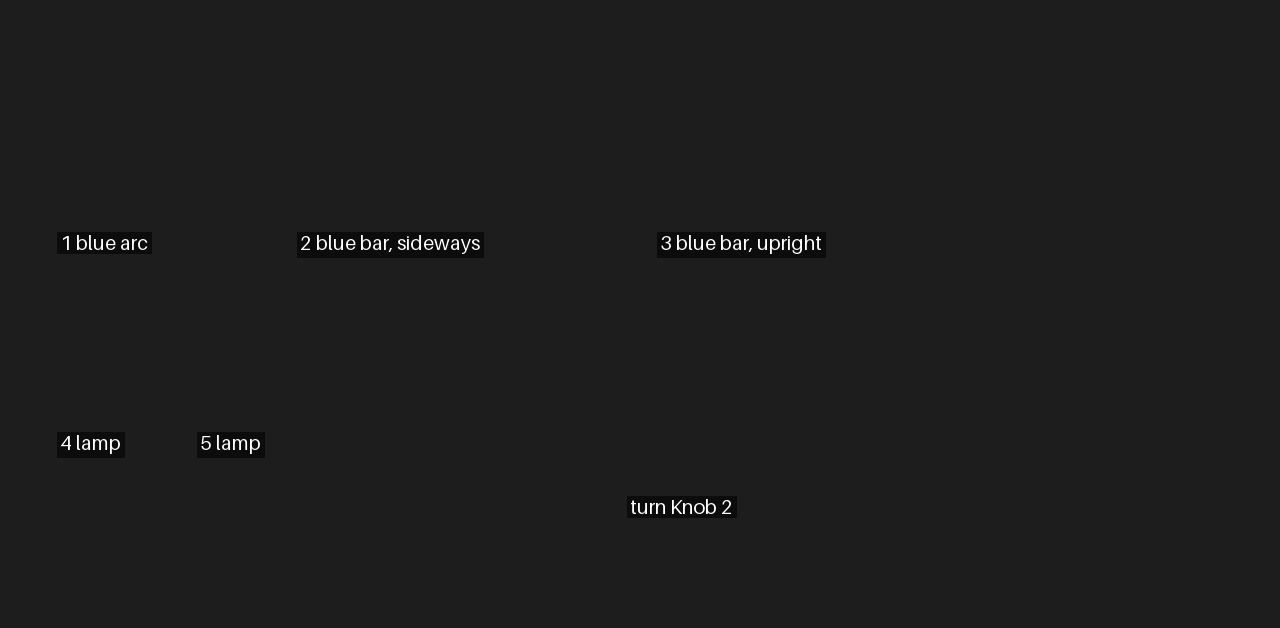 1 blue arc
2 blue bar, sideways
3 blue bar, upright
4 lamp
5 lamp
turn Knob 2